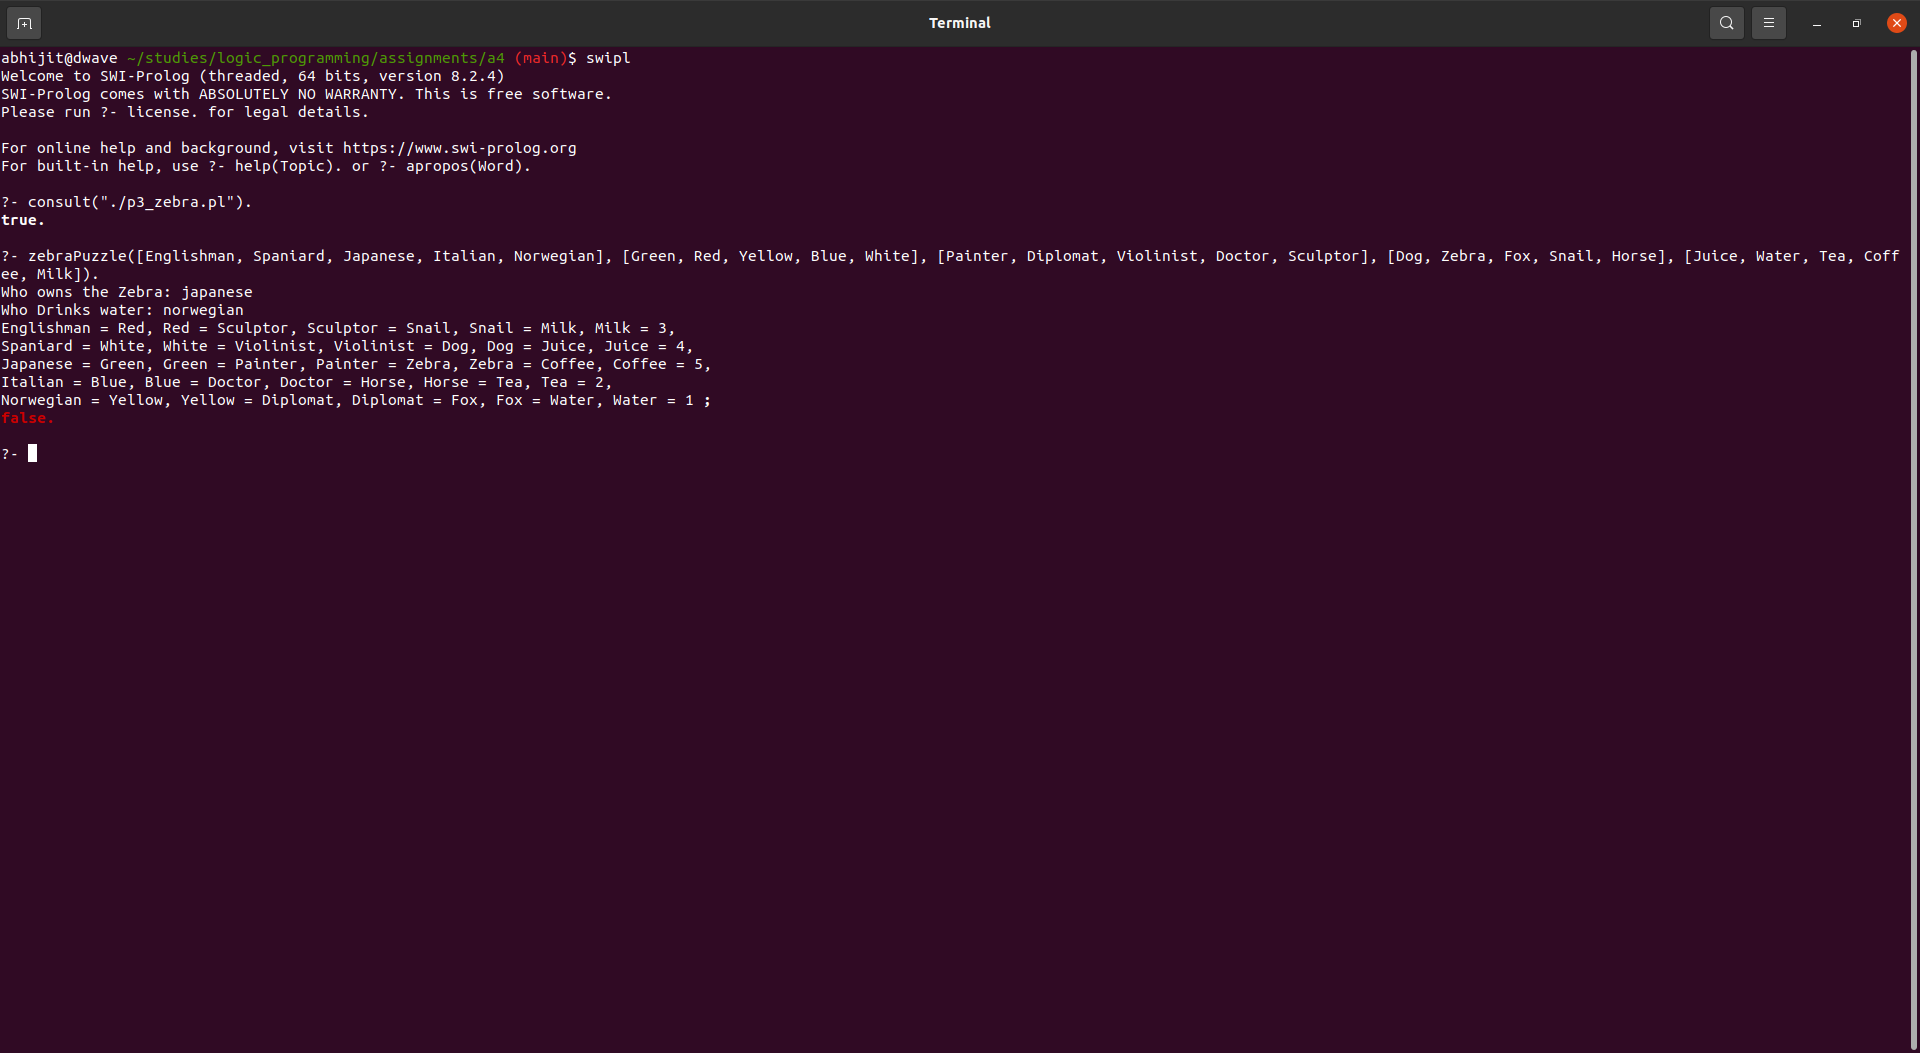 Terminal
abhijit@dwave ~/studies/logic_programming/assignments/a4 (main)$ swipl
Welcome to SWI-Prolog (threaded, 64 bits, version 8.2.4)
SWI-Prolog comes with ABSOLUTELY NO WARRANTY. This is free software.
Please run ?- license. for legal details.
For online help and background, visit https://www.swi-prolog.org
For built-in help, use ?- help(Topic). or ?- apropos(Word).
?- consult("./p3_zebra.pl").
true.
?- zebraPuzzle([Englishman, Spaniard, Japanese, Italian, Norwegian], [Green, Red, Yellow, Blue, White], [Painter, Diplomat, Violinist, Doctor, Sculptor], [Dog, Zebra, Fox, Snail, Horse], [Juice, Water, Tea, Coff
ee, Milk]).
Who owns the Zebra: japanese
Who Drinks water: norwegian
Englishman = Red, Red = Sculptor, Sculptor = Snail, Snail = Milk, Milk = 3,
Spaniard = White, White = Violinist, Violinist = Dog, Dog = Juice, Juice = 4,
Japanese = Green, Green = Painter, Painter = Zebra, Zebra = Coffee, Coffee = 5,
Italian = Blue, Blue = Doctor, Doctor = Horse, Horse = Tea, Tea = 2,
Norwegian = Yellow, Yellow = Diplomat, Diplomat = Fox, Fox = Water, Water = 1 ;
false.
?-